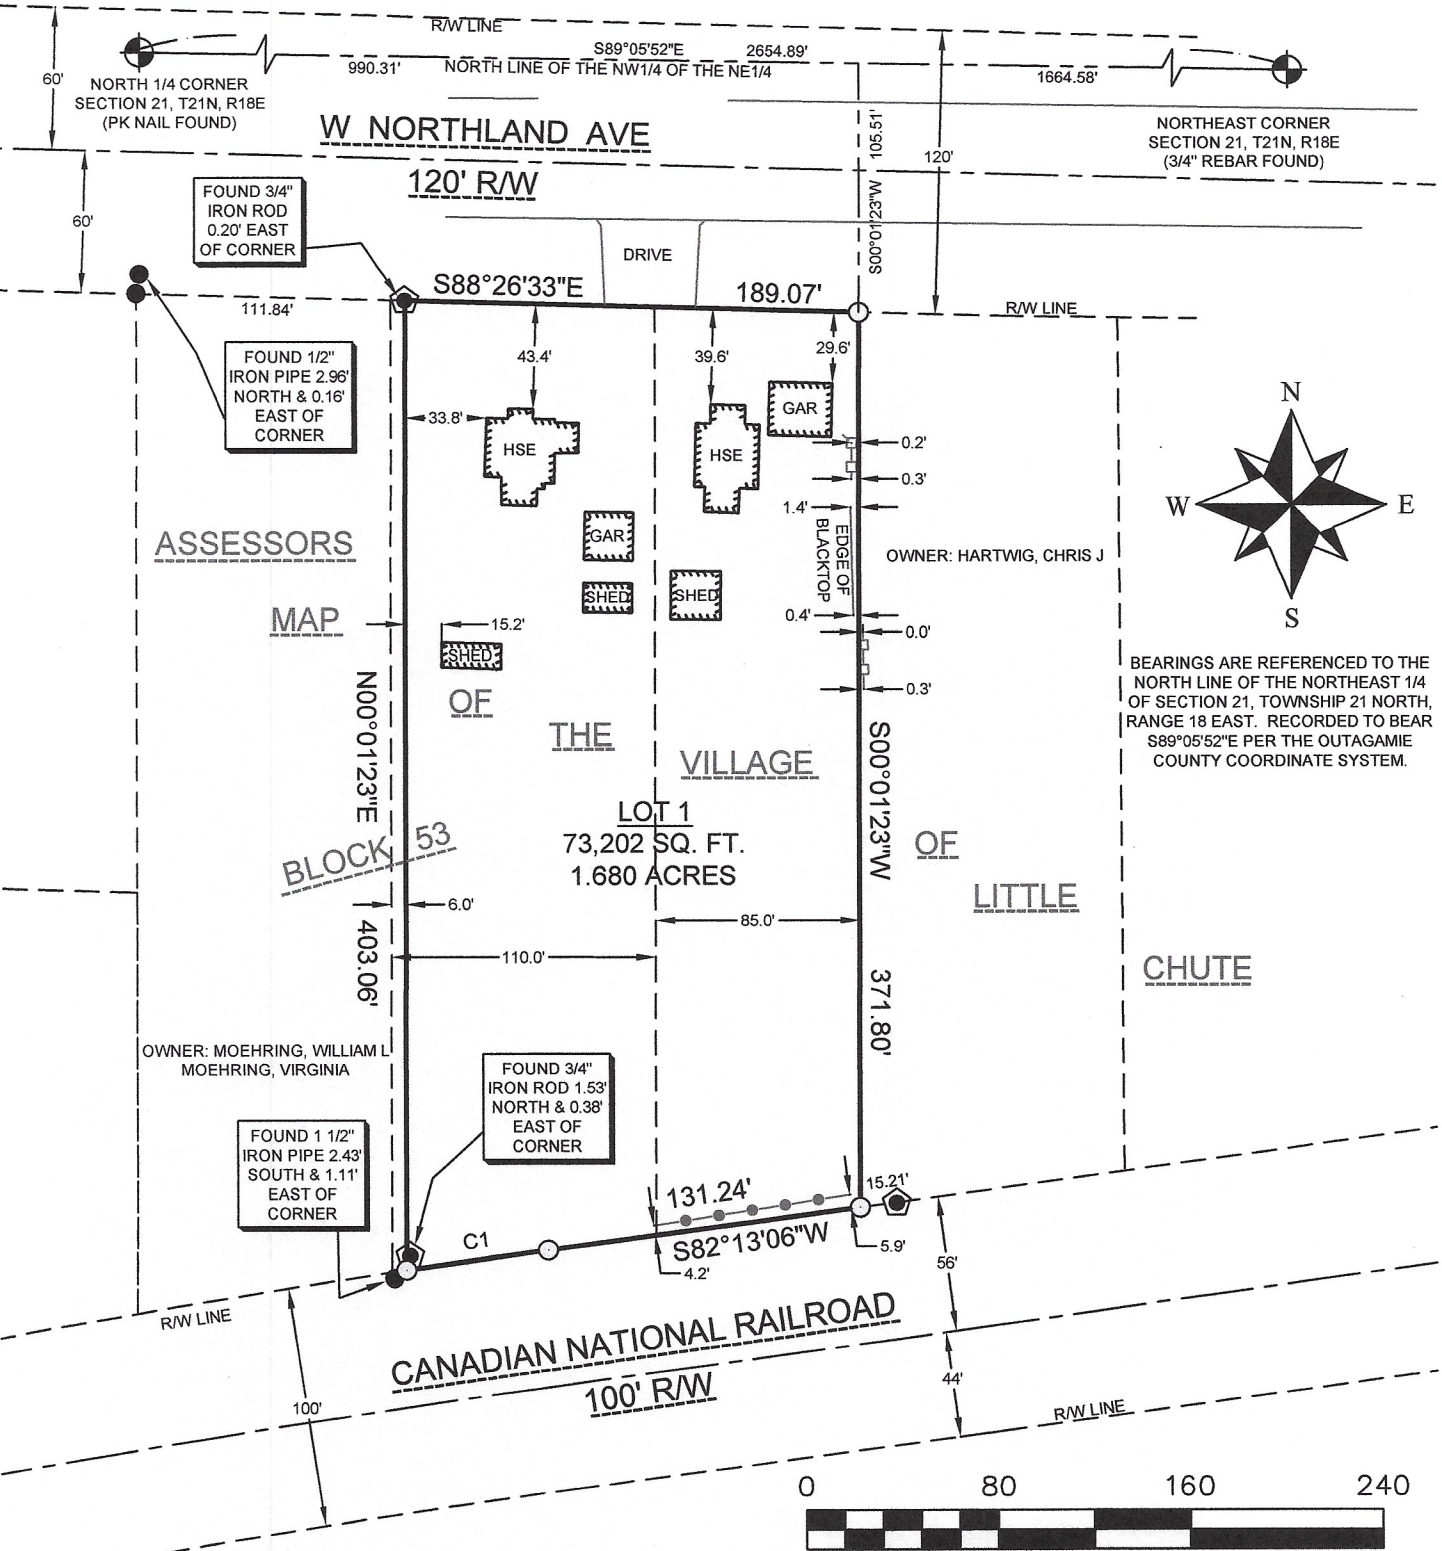 R/W LINE
S89°05'52"E 2654.89'
990.31'
NORTH LINE OF THE NW1/4 OF THE NE1/4
1664.58'
60'
NORTH 1/4 CORNER
SECTION 21, T21N, R18E
(PK NAIL FOUND)
W NORTHLAND AVE
120' R/W
NORTHEAST CORNER
SECTION 21, T21N, R18E
(3/4" REBAR FOUND)
S00°01'23"W 105.51'
120'
60'
FOUND 3/4"
IRON ROD
0.20' EAST
OF CORNER
DRIVE
S88°26'33"E
189.07'
111.84'
R/W LINE
FOUND 1/2"
IRON PIPE 2.96'
NORTH & 0.16'
EAST OF
CORNER
43.4'
39.6'
29.6'
33.8'
HSE
HSE
GAR
0.2'
0.3'
1.4'
EDGE OF
BLACKTOP
N
W
E
S
ASSESSORS
GAR
OWNER: HARTWIG, CHRIS J
SHED
SHED
0.4'
0.0'
MAP
15.2'
SHED
0.3'
BEARINGS ARE REFERENCED TO THE
NORTH LINE OF THE NORTHEAST 1/4
OF SECTION 21, TOWNSHIP 21 NORTH,
RANGE 18 EAST. RECORDED TO BEAR
S89°05'52"E PER THE OUTAGAMIE
COUNTY COORDINATE SYSTEM.
OF
THE
VILLAGE
N00°01'23"E
403.06'
S00°01'23"W
371.80'
LOT 1
73,202 SQ. FT.
1.680 ACRES
BLOCK 53
OF
LITTLE
CHUTE
6.0'
85.0'
110.0'
OWNER: MOEHRING, WILLIAM L
MOEHRING, VIRGINIA
FOUND 3/4"
IRON ROD 1.53'
NORTH & 0.38'
EAST OF
CORNER
FOUND 1 1/2"
IRON PIPE 2.43'
SOUTH & 1.11'
EAST OF
CORNER
131.24'
15.21'
C1
S82°13'06"W
5.9'
4.2'
56'
R/W LINE
CANADIAN NATIONAL RAILROAD
100' R/W
44'
100'
R/W LINE
0 80 160 240